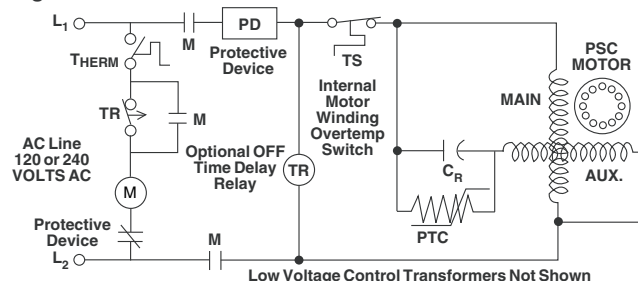 L1
M
PD
Protective
Device
TS
Internal
Motor
Winding
Overtemp
Switch
THERM
TR
M
AC Line
120 or 240
VOLTS AC
M
Optional OFF
Time Delay
Relay
TR
MAIN
PSC
MOTOR
CR
AUX.
PTC
Protective
Device
L2
M
Low Voltage Control Transformers Not Shown